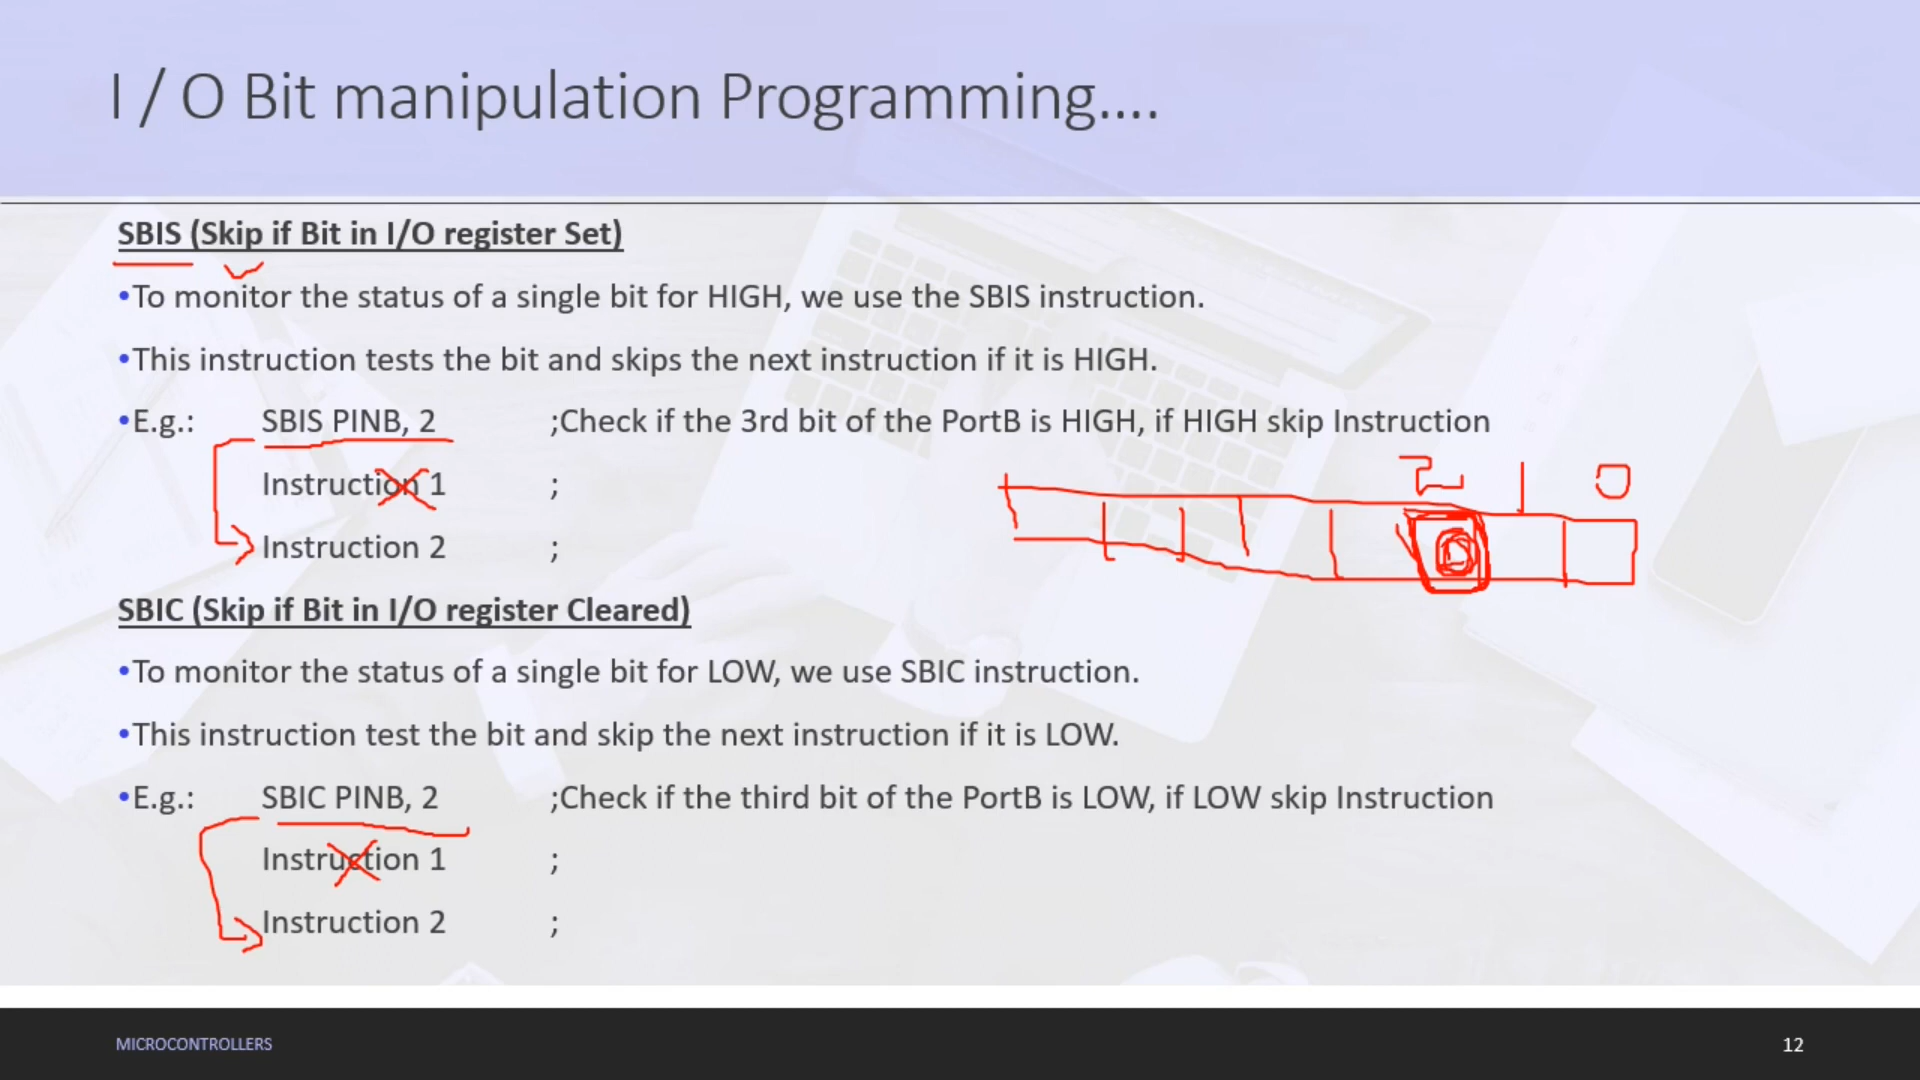 I / O Bit manipulation Programming....
SBIS (Skip if Bit in I/O register Set)
•To monitor the status of a single bit for HIGH, we use the SBIS instruction.
•This instruction tests the bit and skips the next instruction if it is HIGH.
•E.g.: SBIS PINB, 2 ;Check if the 3rd bit of the PortB is HIGH, if HIGH skip Instruction
2 1 0
Instruction 1 ;
Instruction 2 ;
SBIC (Skip if Bit in I/O register Cleared)
•To monitor the status of a single bit for LOW, we use SBIC instruction.
•This instruction test the bit and skip the next instruction if it is LOW.
•E.g.: SBIC PINB, 2 ;Check if the third bit of the PortB is LOW, if LOW skip Instruction
Instruction 1 ;
Instruction 2 ;
MICROCONTROLLERS
12